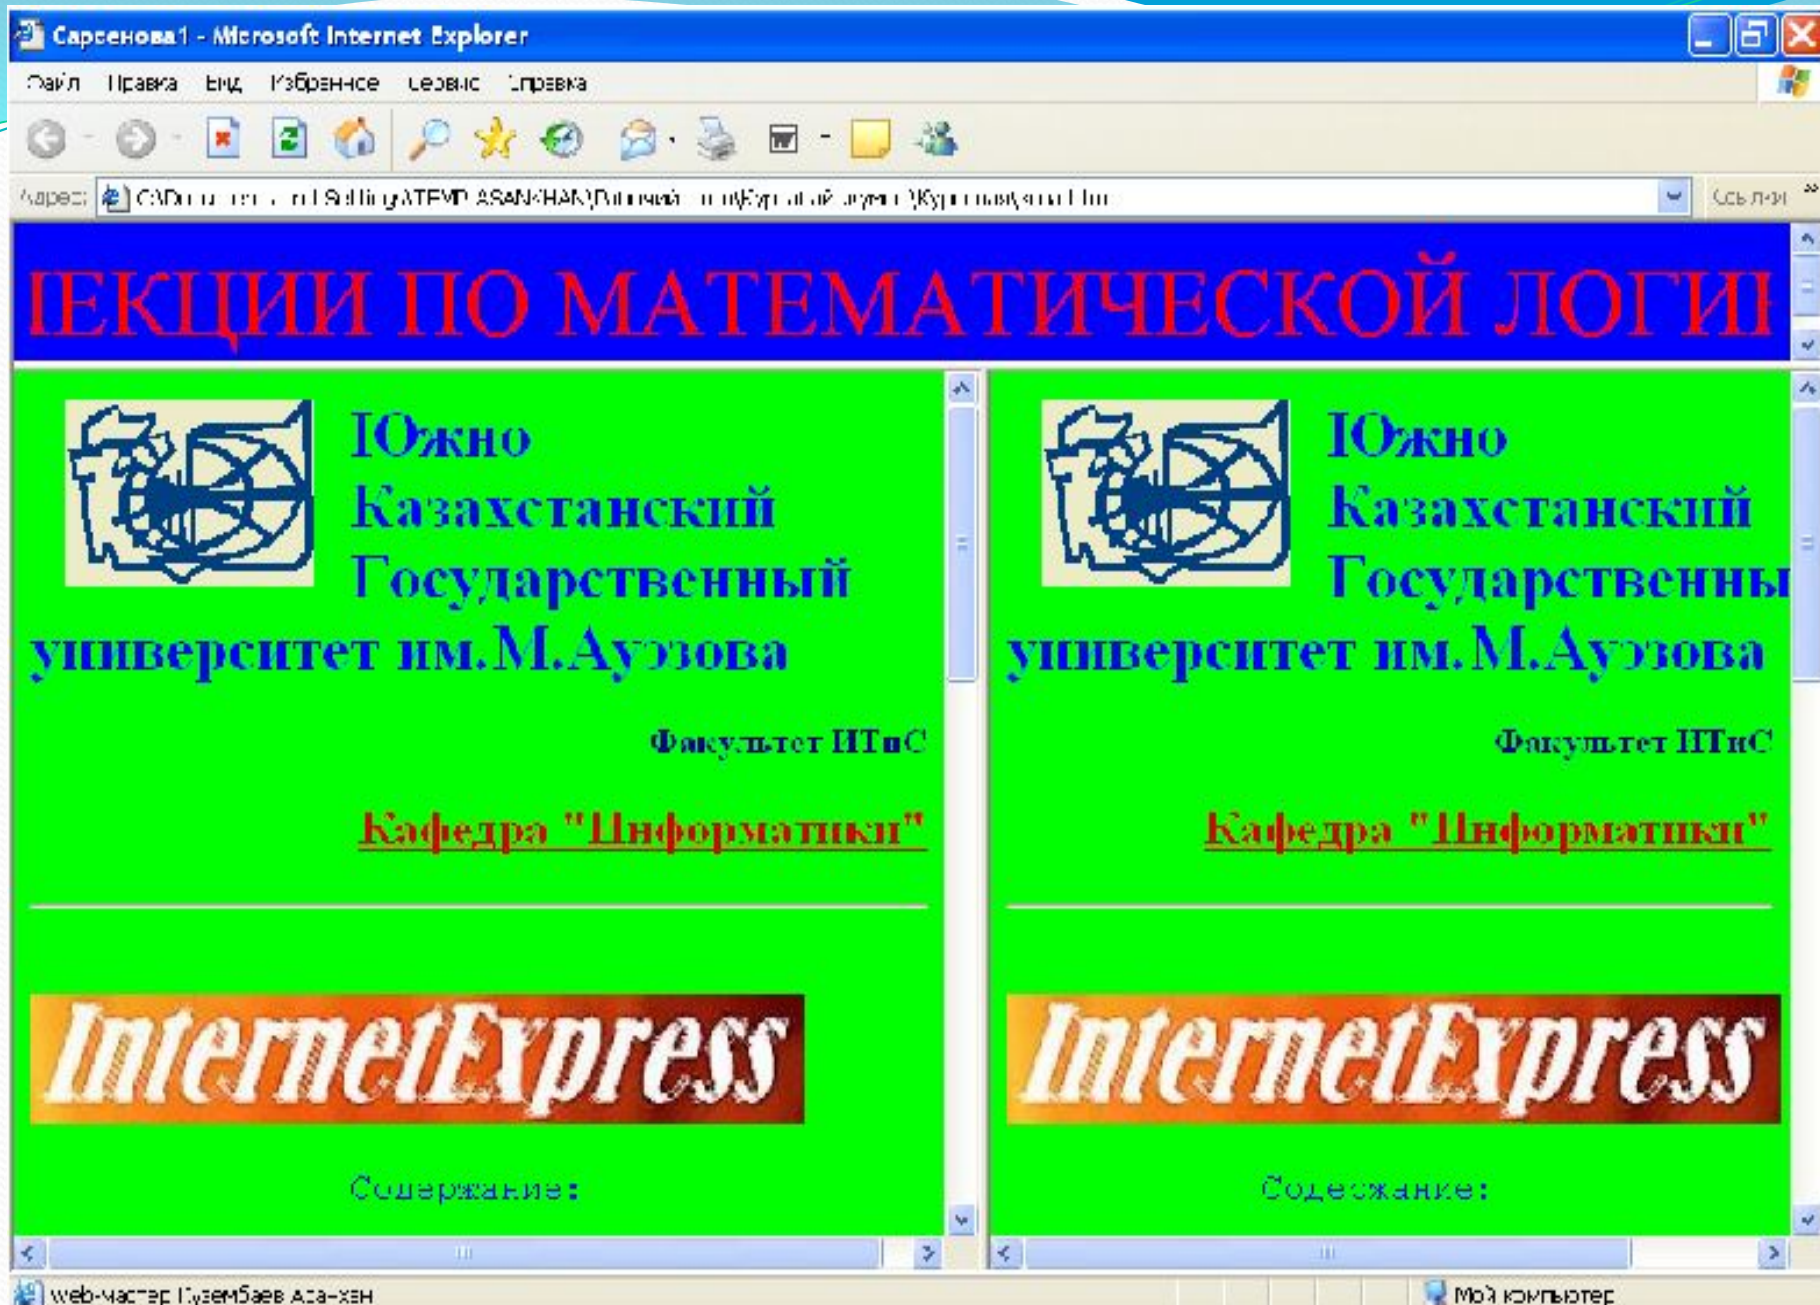 Сарсенова1 - Microsoft Internet Explorer
Файл Правка Вид Избранное Сервис Справка
Адрес:
Ссылки
ЛЕКЦИИ ПО МАТЕМАТИЧЕСКОЙ ЛОГИК
Южно
Казахстанский
Государственный
университет им.М.Ауэзова
Факультет ИТиС
Кафедра "Информатики"
InternetExpress
Содержание:
Южно
Казахстанский
Государственны
университет им.М.Ауэзова
Факультет ИТиС
Кафедра "Информатики"
InternetExpress
Содержание:
web-мастер
Мой компьютер